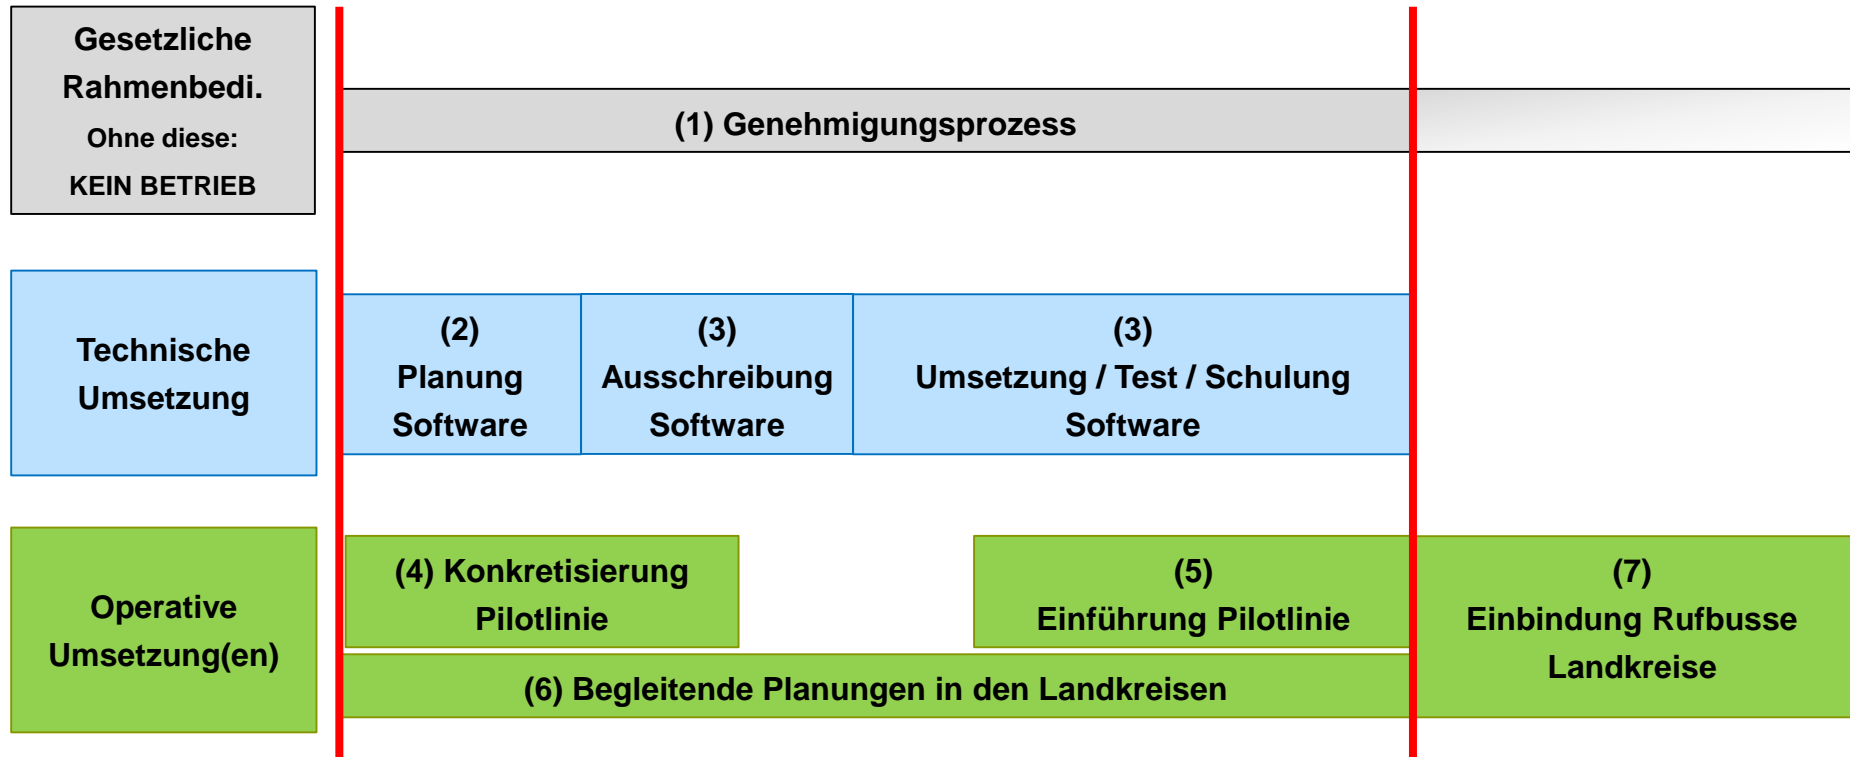 Gesetzliche
Rahmenbedi.
Ohne diese:
KEIN BETRIEB
(1) Genehmigungsprozess
Technische
Umsetzung
(2)
Planung
Software
(3)
Ausschreibung
Software
(3)
Umsetzung / Test / Schulung
Software
Operative
Umsetzung(en)
(4) Konkretisierung
Pilotlinie
(5)
Einführung Pilotlinie
(6) Begleitende Planungen in den Landkreisen
(7)
Einbindung Rufbusse
Landkreise